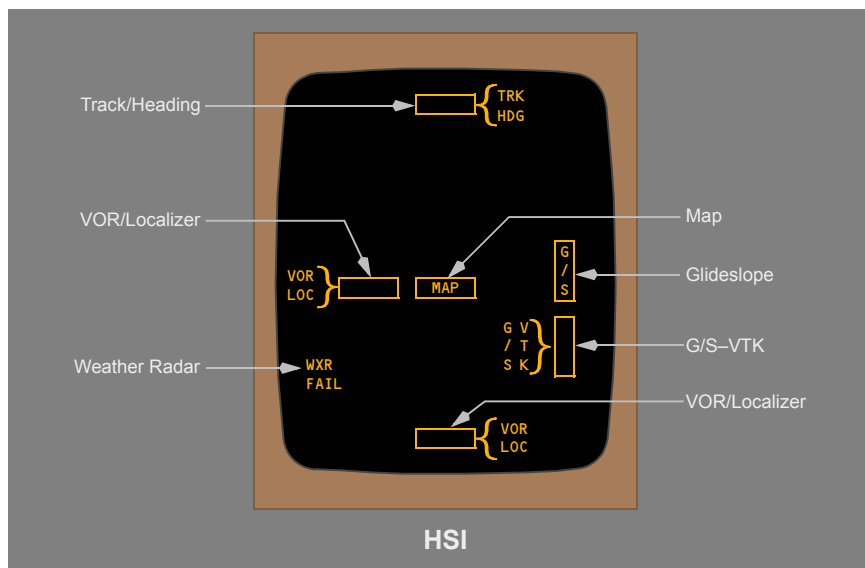 Track/Heading
TRK
HDG
VOR/Localizer
Map
VOR
LOC
MAP
G
/
S
Glideslope
G V
/ T
S K
G/S–VTK
Weather Radar
WXR
FAIL
VOR/Localizer
VOR
LOC
HSI